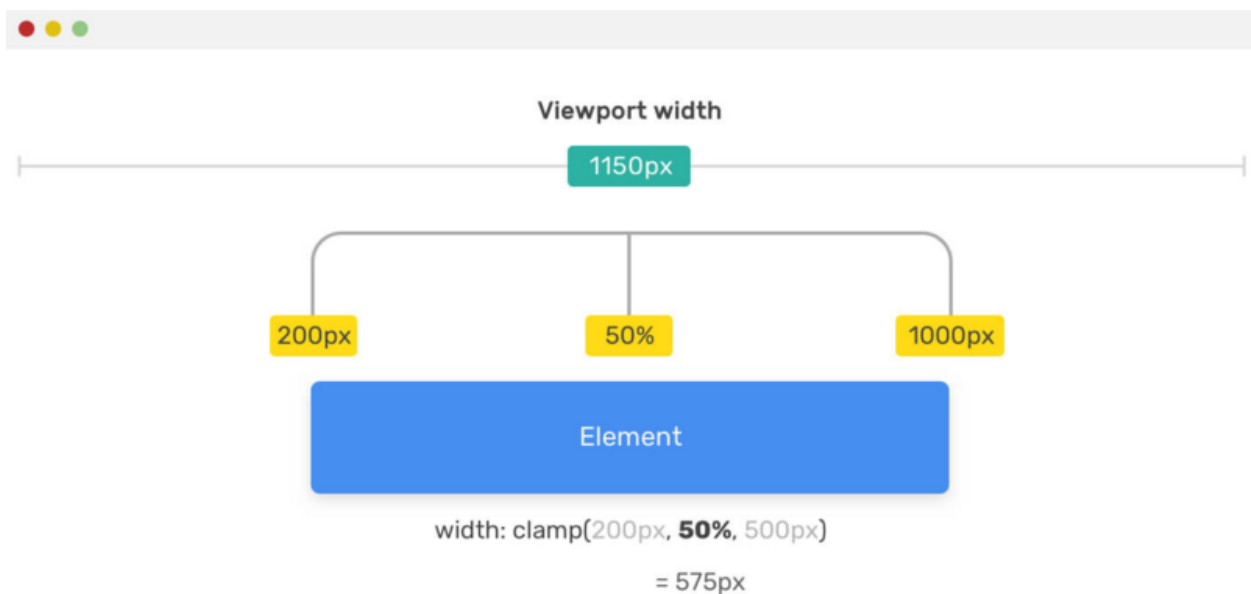 Viewport width
1150px
200px 50% 1000px
Element
width: clamp(200px, 50%, 500px)
= 575px